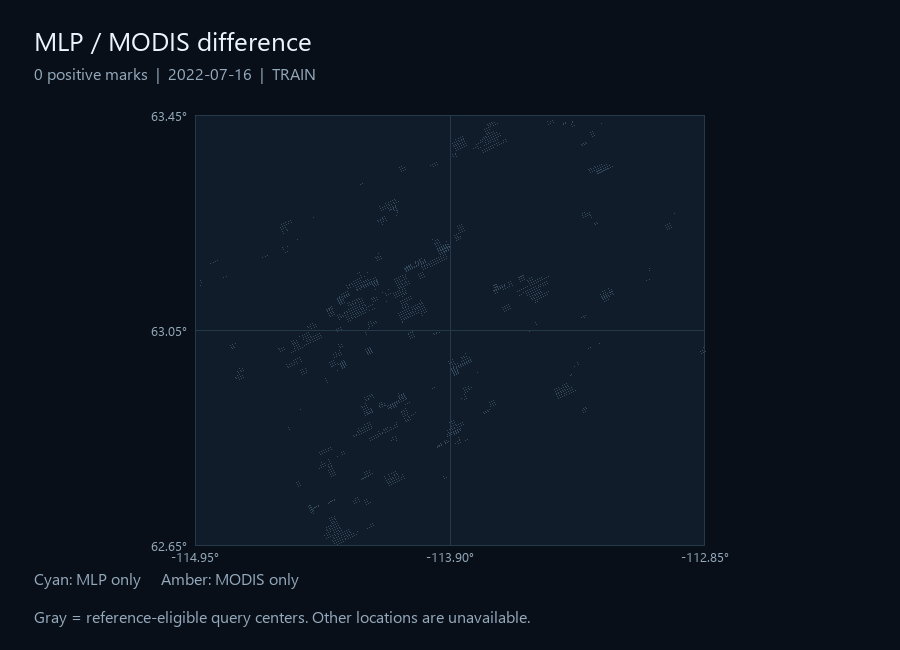 MLP / MODIS difference
0 positive marks | 2022-07-16 | TRAIN
63.45°
63.05°
62.65°
-114.95° -113.90° -112.85°
Cyan: MLP only Amber: MODIS only
Gray = reference-eligible query centers. Other locations are unavailable.